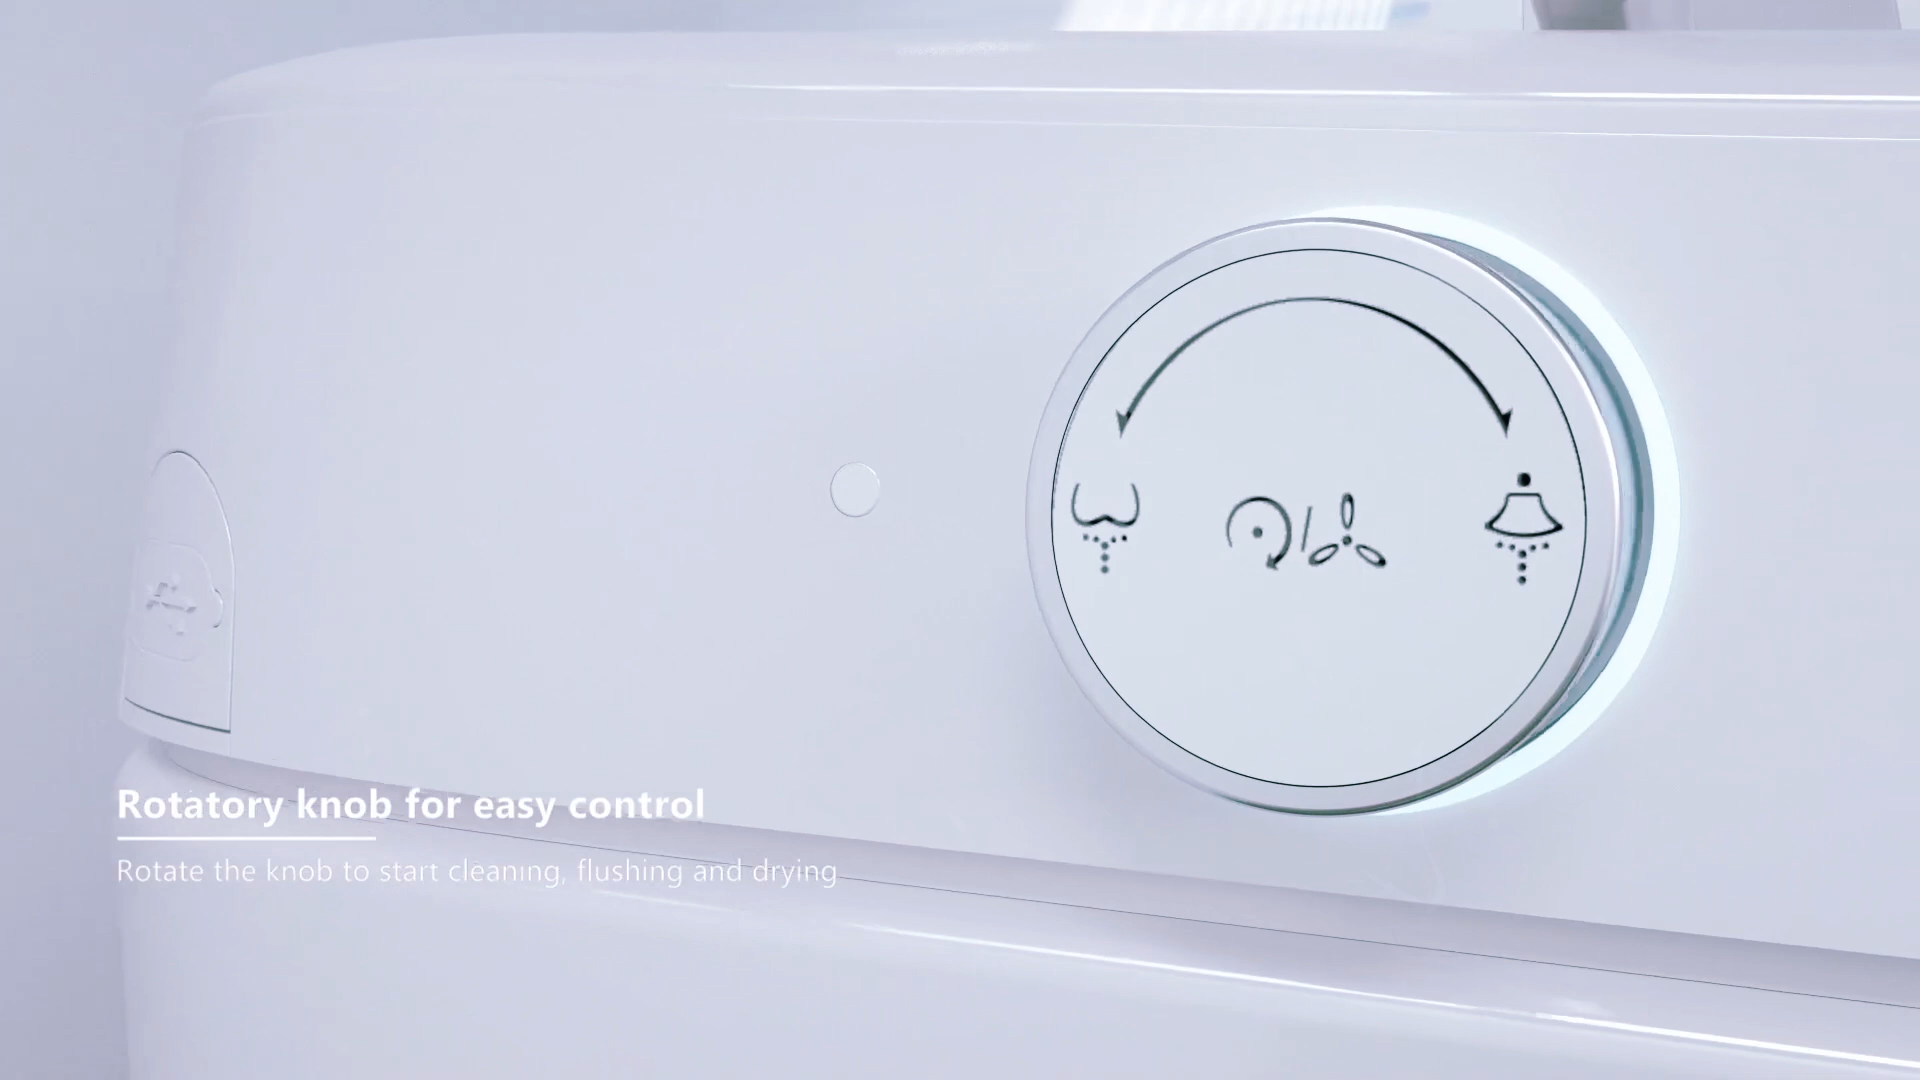 Rotatory knob for easy control
Rotate the knob to start cleaning, flushing and drying